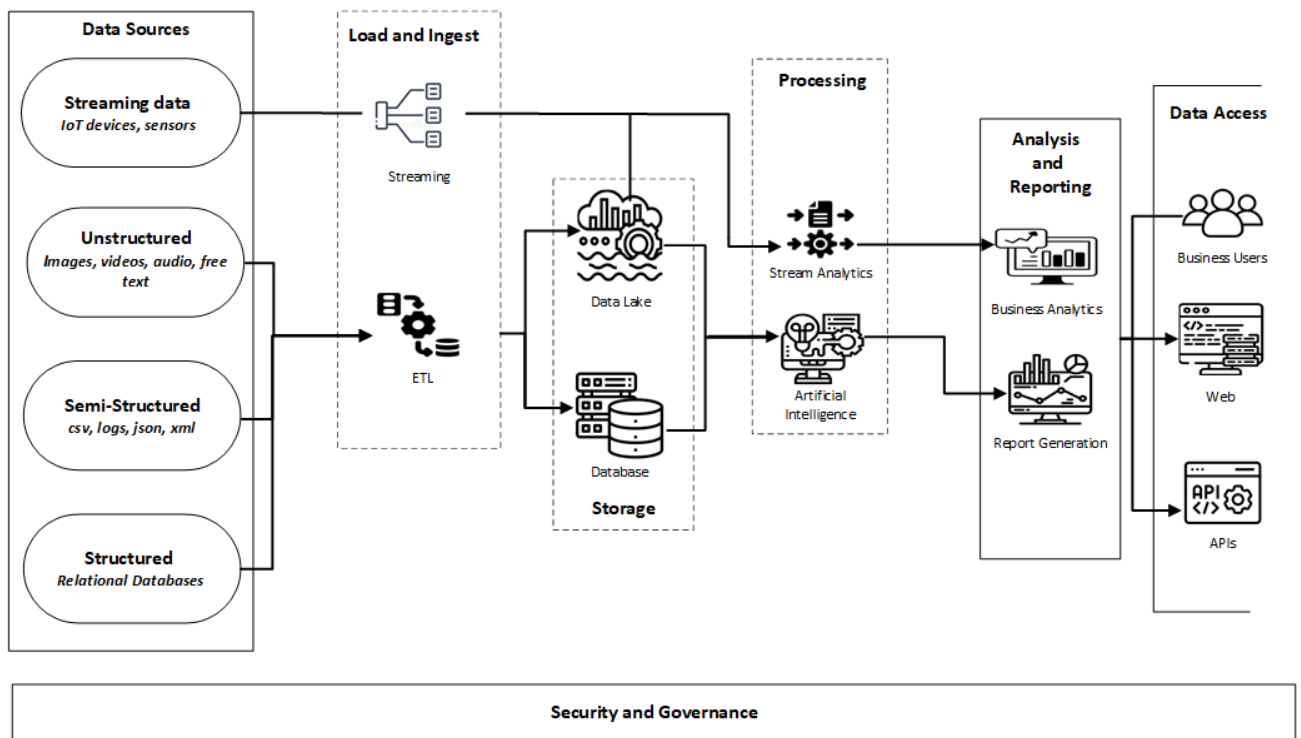 Data Sources
Streaming data
IoT devices, sensors
Unstructured
Images, videos, audio, free
text
Semi-Structured
csv, logs, json, xml
Structured
Relational Databases
Load and Ingest
Streaming
ETL
Data Lake
Database
Storage
Processing
Stream Analytics
Artificial
Intelligence
Analysis
and
Reporting
Business Analytics
Report Generation
Data Access
Business Users
</>
Web
API
</>
APIs
Security and Governance